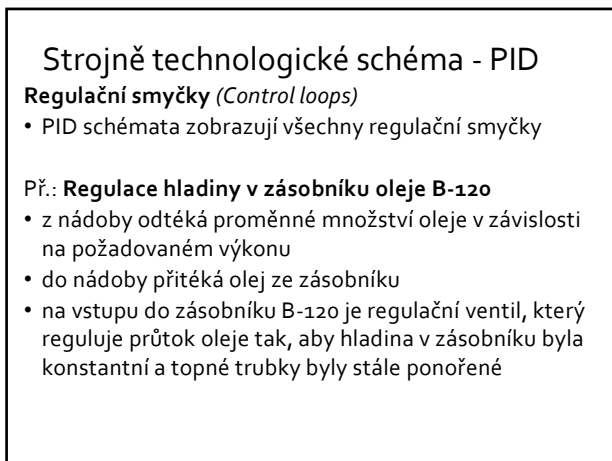 Strojně technologické schéma - PID
Regulační smyčky (Control loops)
• PID schémata zobrazují všechny regulační smyčky
Př.: Regulace hladiny v zásobníku oleje B-120
• z nádoby odtéká proměnné množství oleje v závislosti
na požadovaném výkonu
• do nádoby přitéká olej ze zásobníku
• na vstupu do zásobníku B-120 je regulační ventil, který
reguluje průtok oleje tak, aby hladina v zásobníku byla
konstantní a topné trubky byly stále ponořené